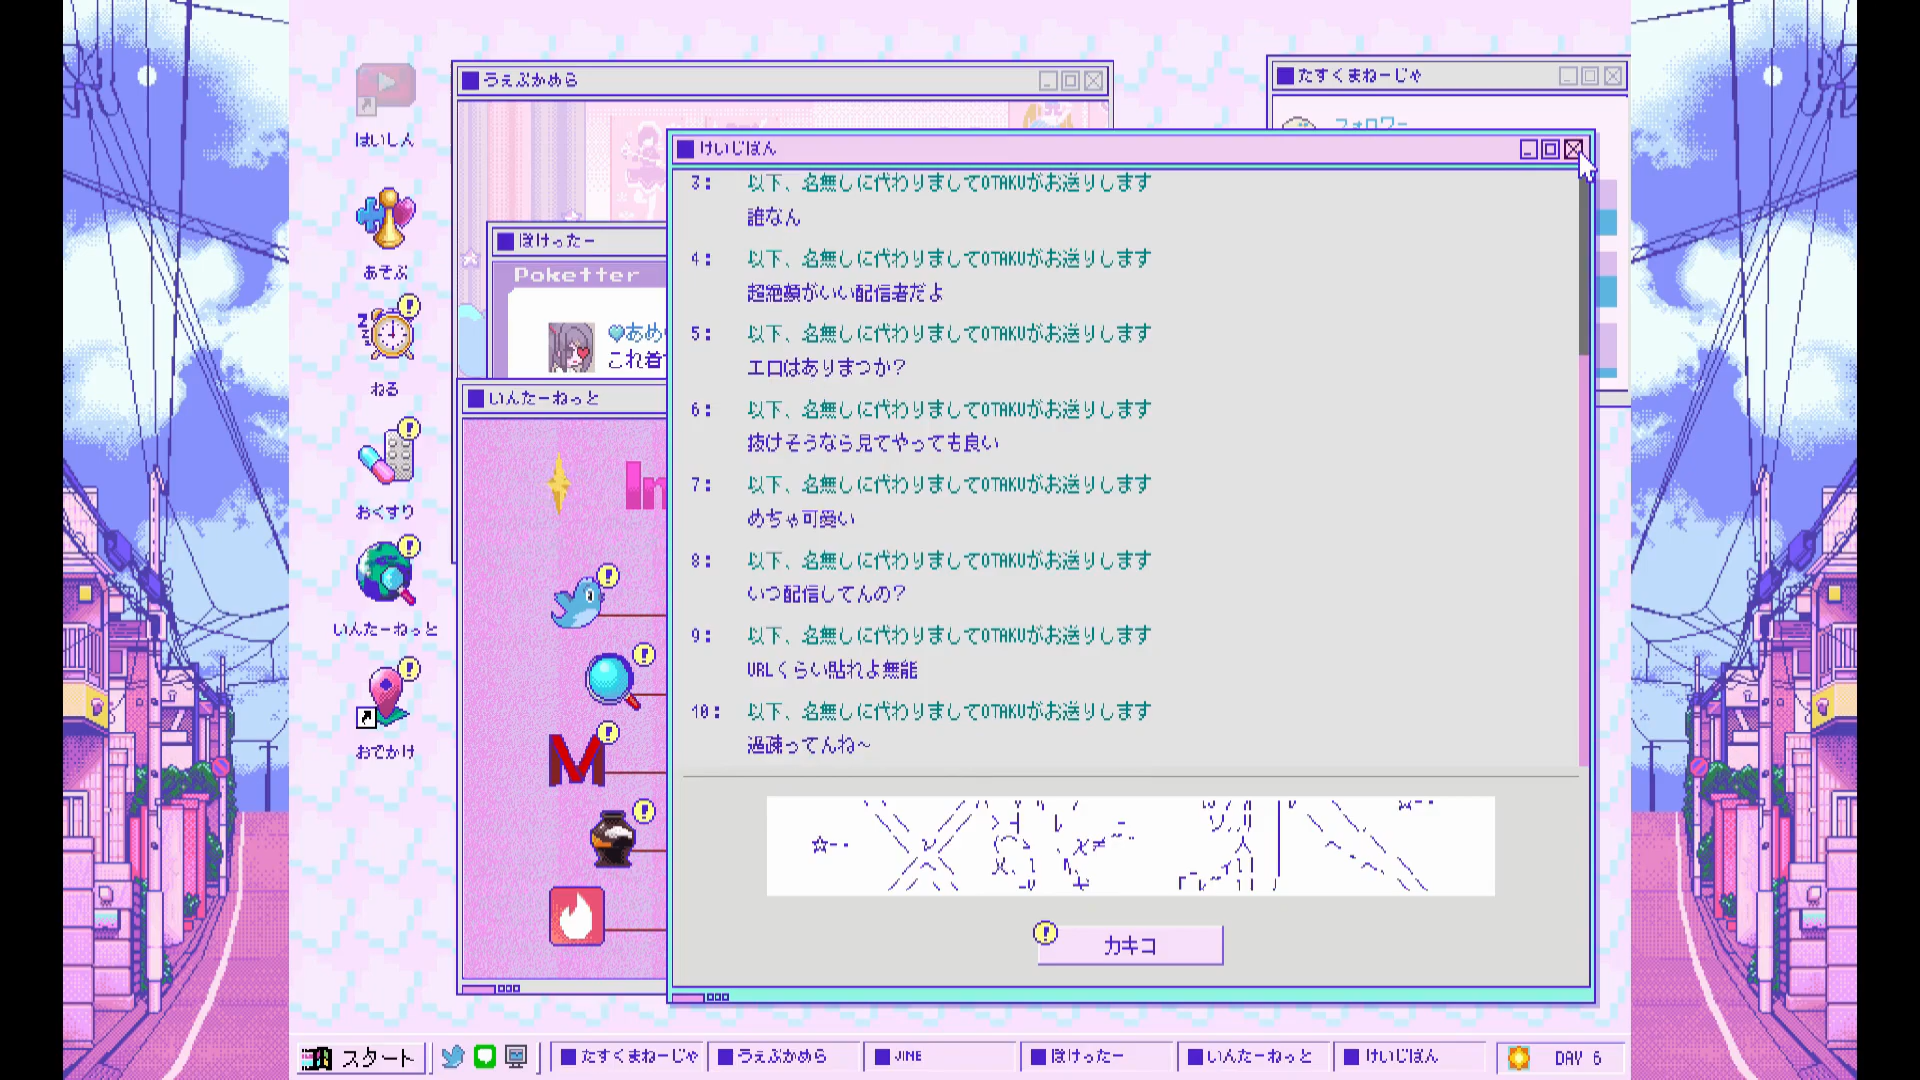 はいしん
あそぶ
ねる
おくすり
いんたーねっと
おでかけ
うぇぶかめら
たすくまねーじゃ
フォロワー
ぽけったー
Poketter
これ着
いんたーねっと
けいじばん
3: 以下、名無しに代わりましてOTAKUがお送りします
誰なん
4: 以下、名無しに代わりましてOTAKUがお送りします
超絶顔がいい配信者だよ
5: 以下、名無しに代わりましてOTAKUがお送りします
エロはありまつか?
6: 以下、名無しに代わりましてOTAKUがお送りします
抜けそうなら見てやっても良い
7: 以下、名無しに代わりましてOTAKUがお送りします
めちゃ可愛い
8: 以下、名無しに代わりましてOTAKUがお送りします
いつ配信してんの?
9: 以下、名無しに代わりましてOTAKUがお送りします
URLくらい貼れよ無能
10: 以下、名無しに代わりましてOTAKUがお送りします
過疎ってんね~
カキコ
スタート
たすくまねーじゃ
うぇぶかめら
JINE
ぽけったー
いんたーねっと
けいじばん
DAY 6